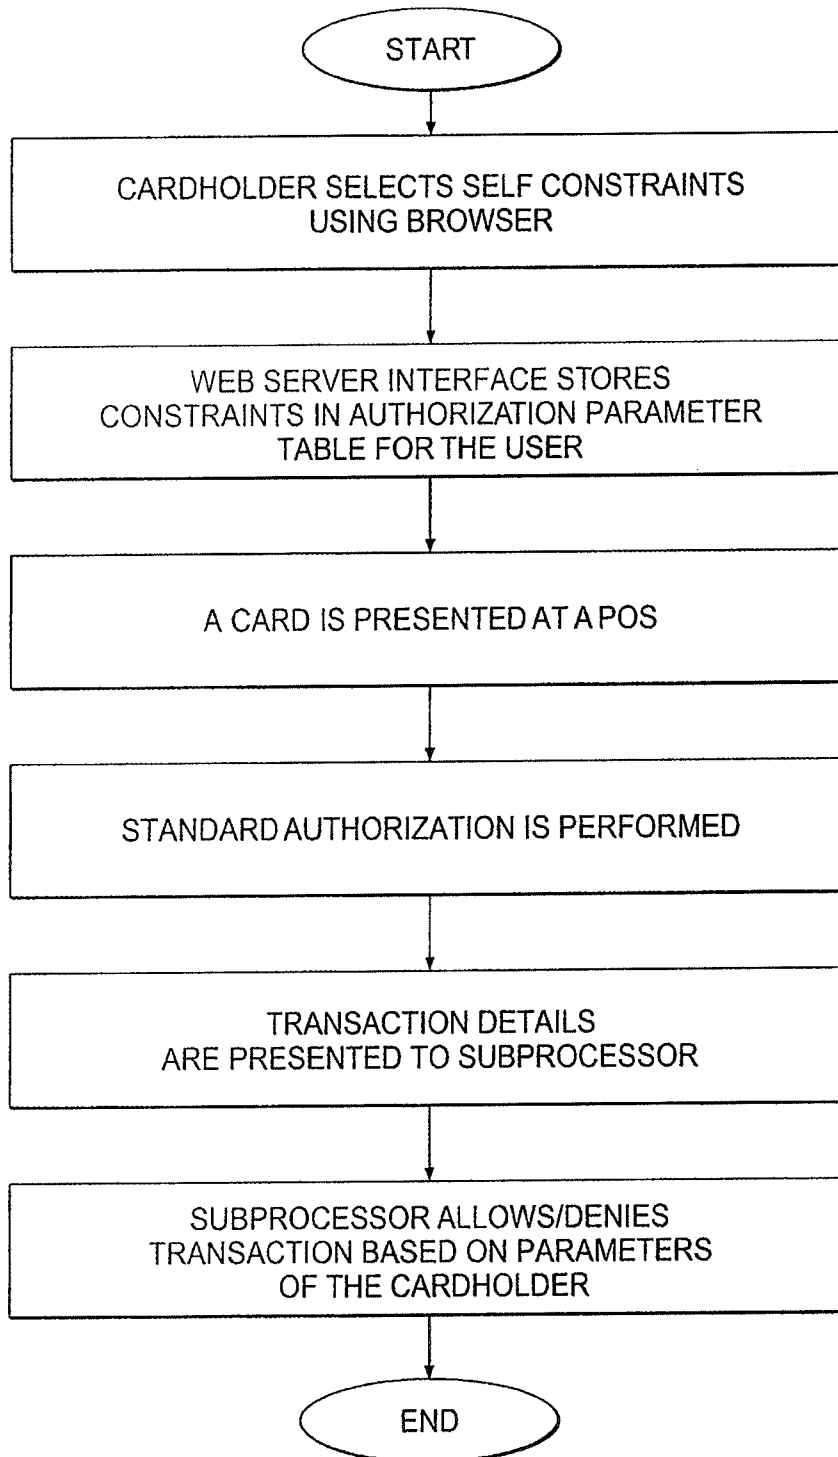 START
CARDHOLDER SELECTS SELF CONSTRAINTS
USING BROWSER
WEB SERVER INTERFACE STORES
CONSTRAINTS IN AUTHORIZATION PARAMETER
TABLE FOR THE USER
A CARD IS PRESENTED AT A POS
STANDARD AUTHORIZATION IS PERFORMED
TRANSACTION DETAILS
ARE PRESENTED TO SUBPROCESSOR
SUBPROCESSOR ALLOWS/DENIES
TRANSACTION BASED ON PARAMETERS
OF THE CARDHOLDER
END